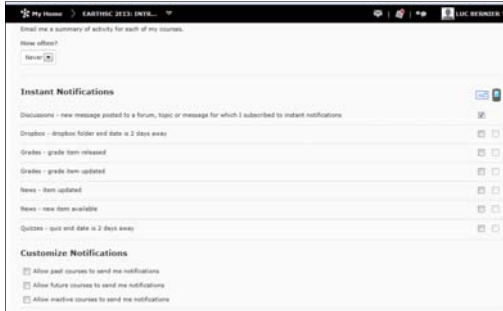 My Home > EARTHSC 2E13: INTR...
LUC BERNIER
Email me a summary of activity for each of my courses.
How often?
Never
Instant Notifications
Discussions - new message posted to a forum, topic or message for which I subscribed to instant notifications
Dropbox - dropbox folder end date is 2 days away
Grades - grade item released
Grades - grade item updated
News - item updated
News - new item available
Quizzes - quiz end date is 2 days away
Customize Notifications
Allow past courses to send me notifications
Allow future courses to send me notifications
Allow inactive courses to send me notifications